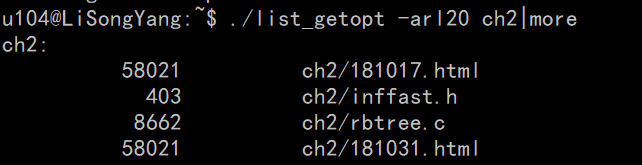 u104@LiSongYang:~$ ./list_getopt -arl20 ch2|more
ch2:
58021 ch2/181017.html
403 ch2/inffast.h
8662 ch2/rbtree.c
58021 ch2/181031.html